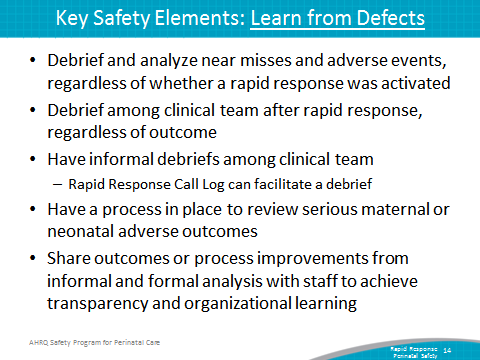 Key Safety Elements: Learn from Defects
• Debrief and analyze near misses and adverse events,
regardless of whether a rapid response was activated
• Debrief among clinical team after rapid response,
regardless of outcome
• Have informal debriefs among clinical team
– Rapid Response Call Log can facilitate a debrief
• Have a process in place to review serious maternal or
neonatal adverse outcomes
• Share outcomes or process improvements from
informal and formal analysis with staff to achieve
transparency and organizational learning
AHRQ Safety Program for Perinatal Care
Rapid Response 14
Perinatal Safety